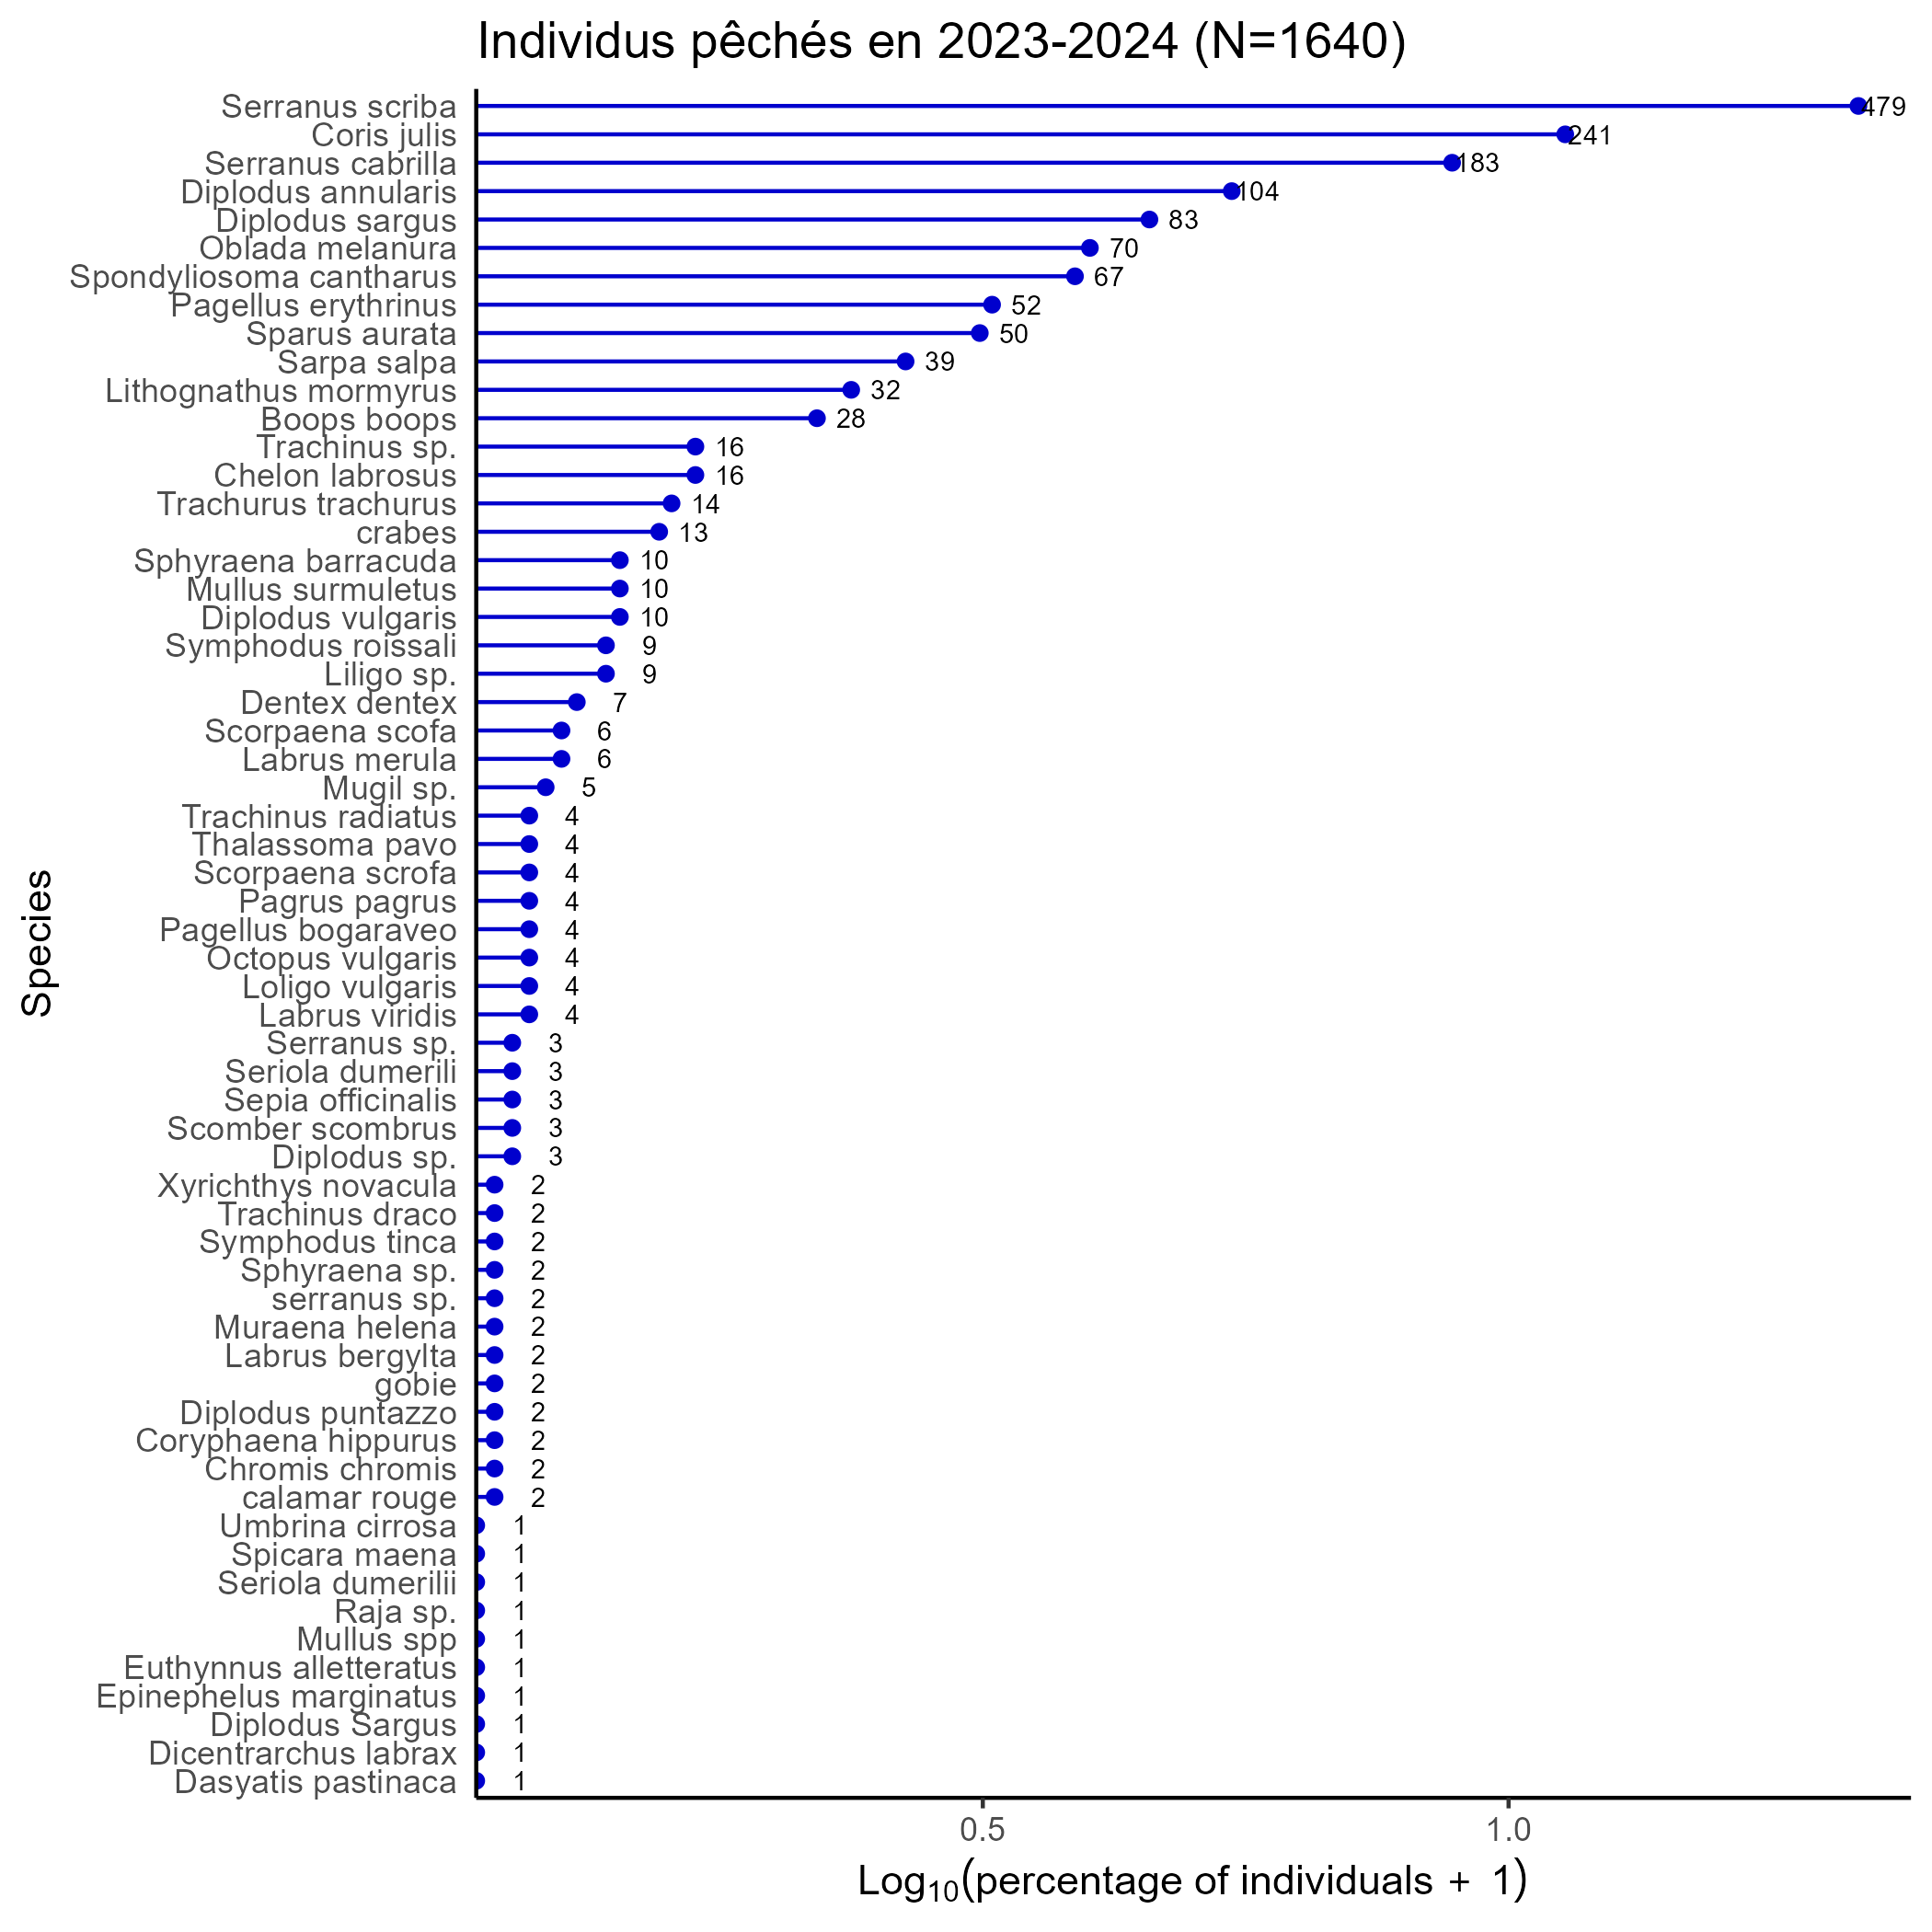 Individus pêchés en 2023-2024 (N=1640)
Serranus scriba 479
Coris julis 241
Serranus cabrilla 183
Diplodus annularis 104
Diplodus sargus 83
Oblada melanura 70
Spondyliosoma cantharus 67
Pagellus erythrinus 52
Sparus aurata 50
Sarpa salpa 39
Lithognathus mormyrus 32
Boops boops 28
Trachinus sp. 16
Chelon labrosus 16
Trachurus trachurus 14
crabes 13
Sphyraena barracuda 10
Mullus surmuletus 10
Diplodus vulgaris 10
Symphodus roissali 9
Liligo sp. 9
Dentex dentex 7
Scorpaena scofa 6
Labrus merula 6
Mugil sp. 5
Trachinus radiatus 4
Thalassoma pavo 4
Scorpaena scrofa 4
Pagrus pagrus 4
Pagellus bogaraveo 4
Octopus vulgaris 4
Loligo vulgaris 4
Labrus viridis 4
Serranus sp. 3
Seriola dumerili 3
Sepia officinalis 3
Scomber scombrus 3
Diplodus sp. 3
Xyrichthys novacula 2
Trachinus draco 2
Symphodus tinca 2
Sphyraena sp. 2
serranus sp. 2
Muraena helena 2
Labrus bergylta 2
gobie 2
Diplodus puntazzo 2
Coryphaena hippurus 2
Chromis chromis 2
calamar rouge 2
Umbrina cirrosa 1
Spicara maena 1
Seriola dumerilii 1
Raja sp. 1
Mullus spp 1
Euthynnus alletteratus 1
Epinephelus marginatus 1
Diplodus Sargus 1
Dicentrarchus labrax 1
Dasyatis pastinaca 1
Species
0.5 1.0
Log₁₀(percentage of individuals + 1)